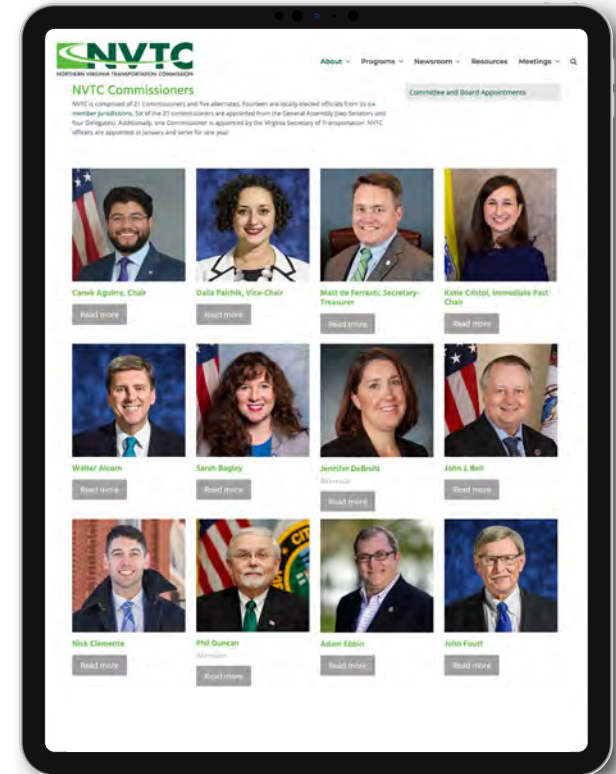 NVTC
NORTHERN VIRGINIA TRANSPORTATION COMMISSION
About Programs Newsroom Resources Meetings
NVTC Commissioners
Committee and Board Appointments
NVTC is comprised of 21 Commissioners and five alternates. Fourteen are locally elected officials from its six
member jurisdictions. Six of the 21 commissioners are appointed from the General Assembly (two Senators and
four Delegates). Additionally, one Commissioner is appointed by the Virginia Secretary of Transportation. NVTC
officers are appointed in January and serve for one year.
Canek Aguirre, Chair
Dalia Palchik, Vice-Chair
Matt de Ferranti, Secretary-
Treasurer
Katie Cristol, Immediate Past
Chair
Read more
Read more
Read more
Read more
Walter Alcorn
Sarah Bagley
Jennifer DeBruhl
Alternate
John J. Bell
Read more
Read more
Read more
Read more
Nick Clemente
Phil Duncan
Alternate
Adam Ebbin
John Foust
Read more
Read more
Read more
Read more